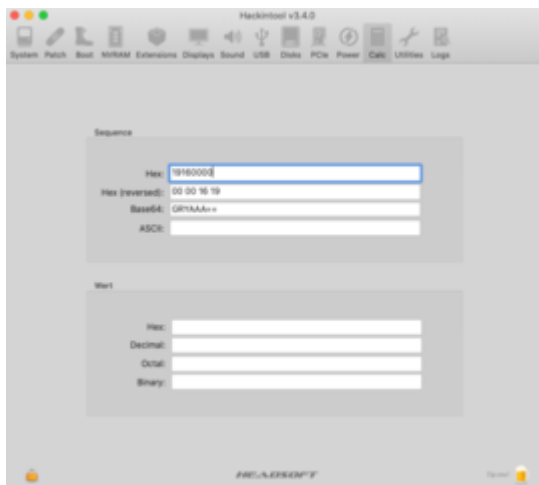 Hackintool v3.4.0
System Patch Boot NVRAM Extensions Displays Sound USB Disks PCIe Power Calc Utilities Logs
Sequence
Hex: 19160000
Hex (reversed): 00 00 16 19
Base64: GRYAAA==
ASCII:
Wert
Hex:
Decimal:
Octal:
Binary:
HEADSOFT